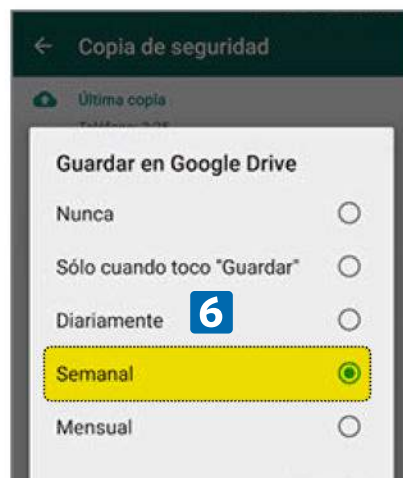 Copia de seguridad
Última copia
Guardar en Google Drive
Nunca
Sólo cuando toco "Guardar"
Diariamente
6
Semanal
Mensual